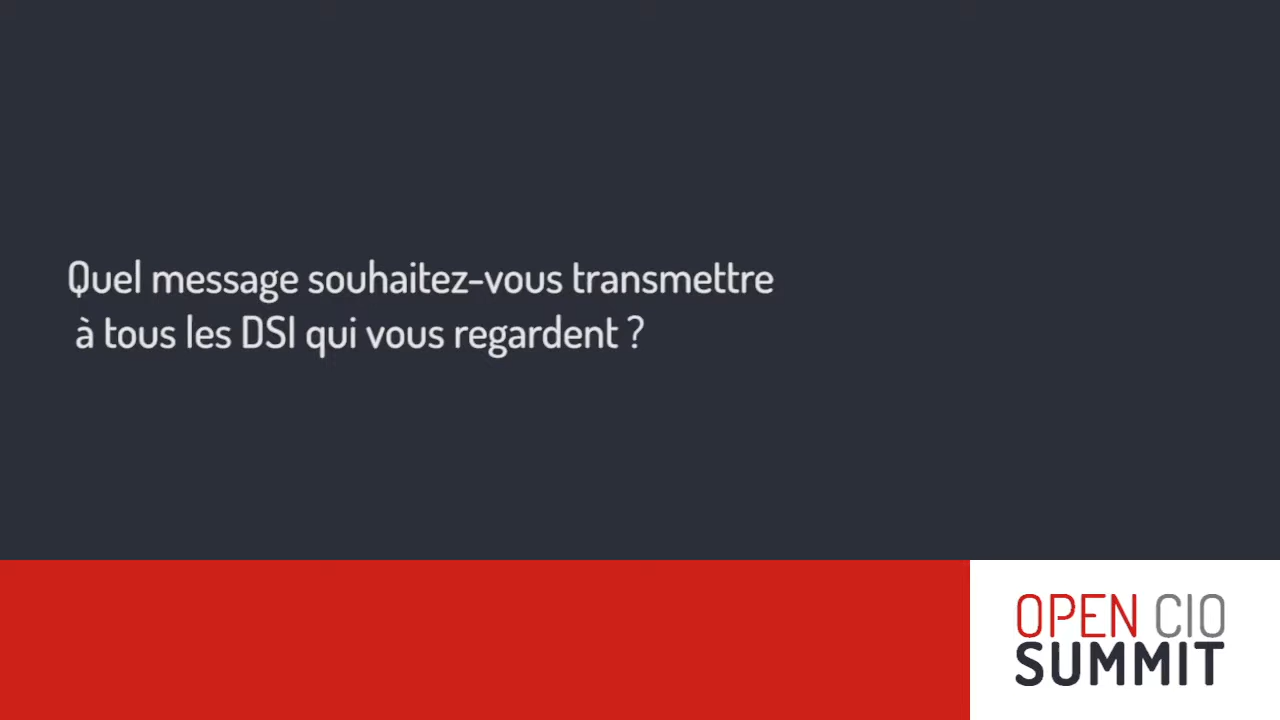 Quel message souhaitez-vous transmettre
à tous les DSI qui vous regardent ?
OPEN CIO
SUMMIT